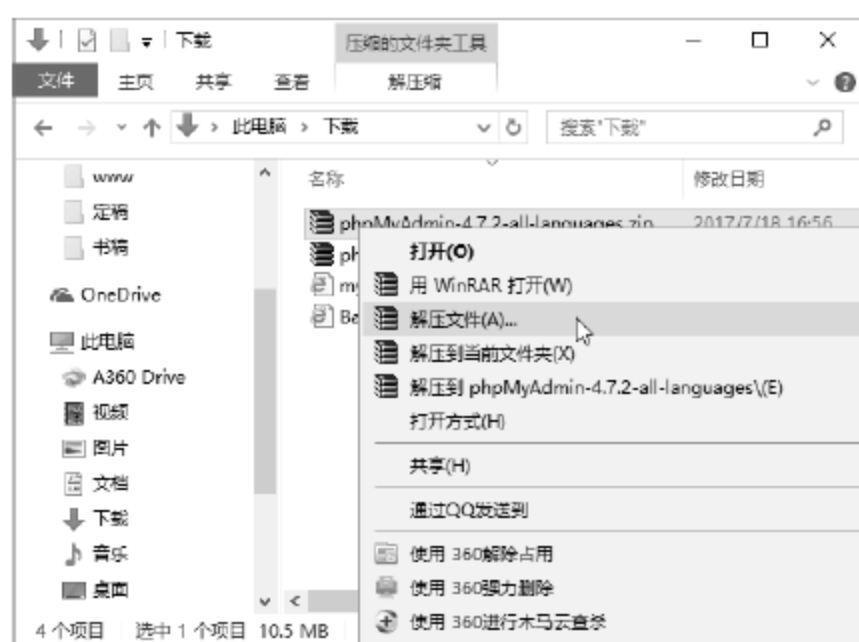 下载
压缩的文件夹工具
文件 主页 共享 查看 解压缩
此电脑 › 下载
搜索"下载"
名称 修改日期
www
定稿
书稿
OneDrive
此电脑
A360 Drive
视频
图片
文档
下载
音乐
桌面
phpMyAdmin-4.7.2-all-languages.zip 2017/7/18 16:56
ph
my
Ba
打开(O)
用 WinRAR 打开(W)
解压文件(A)...
解压到当前文件夹(X)
解压到 phpMyAdmin-4.7.2-all-languages\(E)
打开方式(H)
共享(H)
通过QQ发送到
使用 360解除占用
使用 360强力删除
使用 360进行木马云查杀
4 个项目 选中 1 个项目 10.5 MB